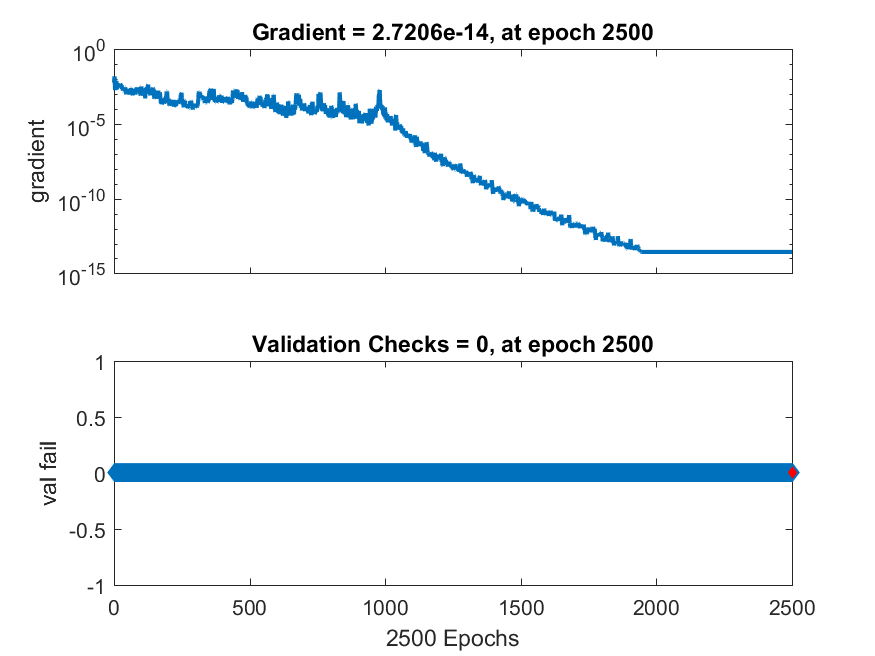 Gradient = 2.7206e-14, at epoch 2500
10^0
10^-5
10^-10
10^-15
gradient
Validation Checks = 0, at epoch 2500
1
0.5
0
-0.5
-1
val fail
0 500 1000 1500 2000 2500
2500 Epochs